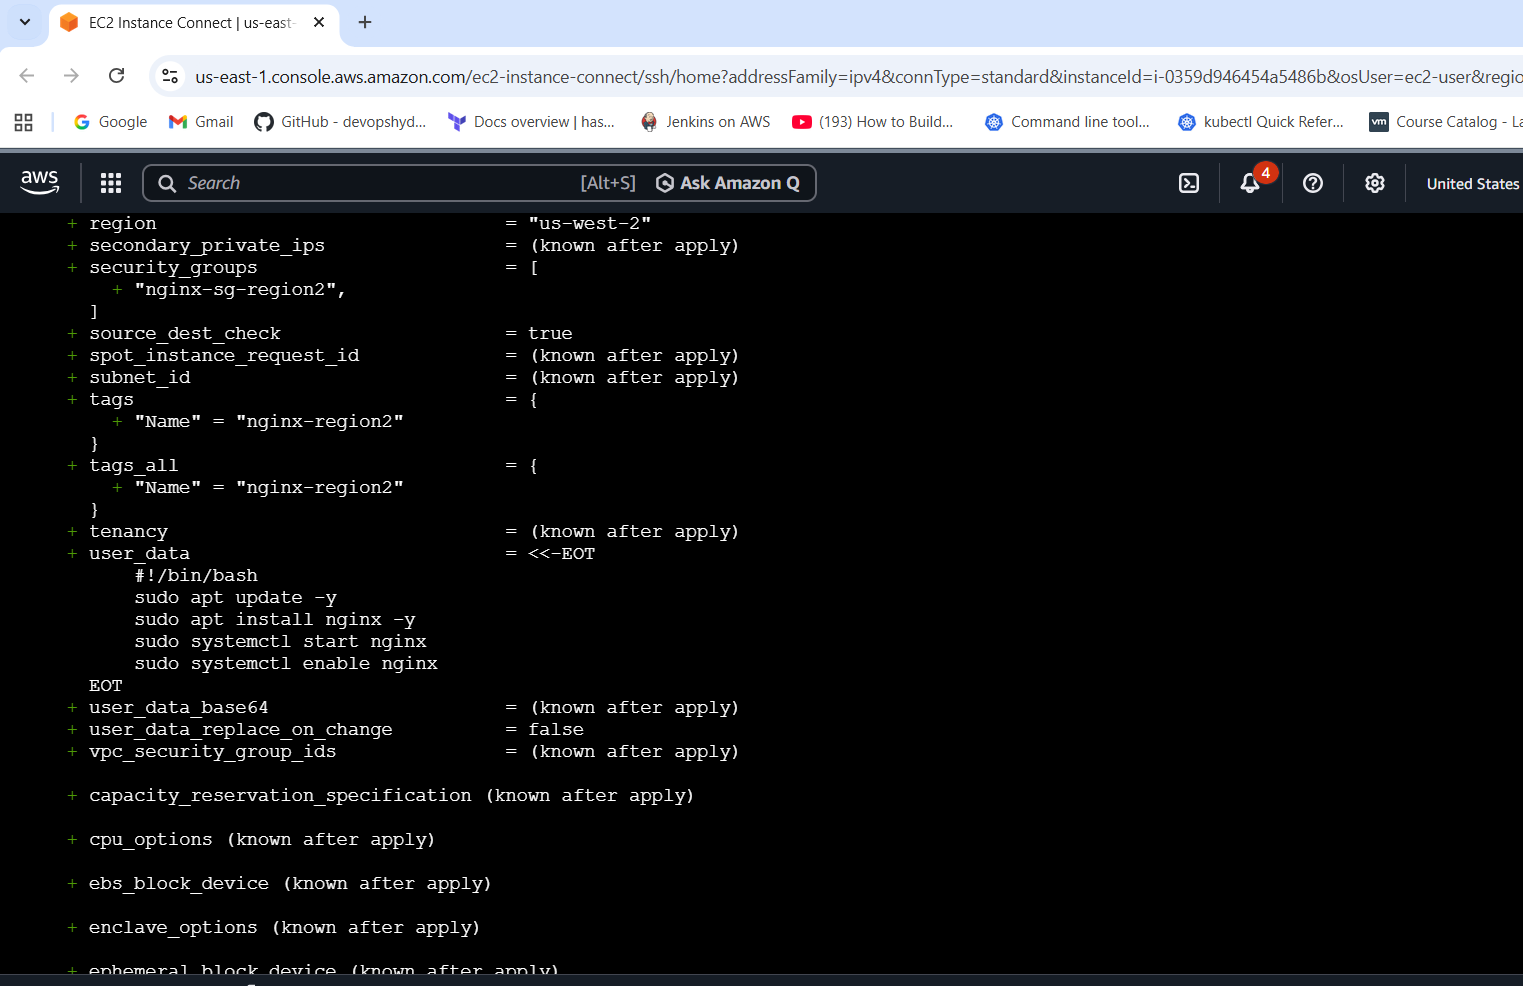 EC2 Instance Connect | us-east-
us-east-1.console.aws.amazon.com/ec2-instance-connect/ssh/home?addressFamily=ipv4&connType=standard&instanceId=i-0359d946454a5486b&osUser=ec2-user&regio
Google Gmail GitHub - devopshyd... Docs overview | has... Jenkins on AWS (193) How to Build... Command line tool... kubectl Quick Refer... vm Course Catalog - La
aws Search [Alt+S] Ask Amazon Q 4 United States
+ region = "us-west-2"
+ secondary_private_ips = (known after apply)
+ security_groups = [
+ "nginx-sg-region2",
]
+ source_dest_check = true
+ spot_instance_request_id = (known after apply)
+ subnet_id = (known after apply)
+ tags = {
+ "Name" = "nginx-region2"
}
+ tags_all = {
+ "Name" = "nginx-region2"
}
+ tenancy = (known after apply)
+ user_data = <<-EOT
#!/bin/bash
sudo apt update -y
sudo apt install nginx -y
sudo systemctl start nginx
sudo systemctl enable nginx
EOT
+ user_data_base64 = (known after apply)
+ user_data_replace_on_change = false
+ vpc_security_group_ids = (known after apply)
+ capacity_reservation_specification (known after apply)
+ cpu_options (known after apply)
+ ebs_block_device (known after apply)
+ enclave_options (known after apply)
+ ephemeral_block_device (known after apply)